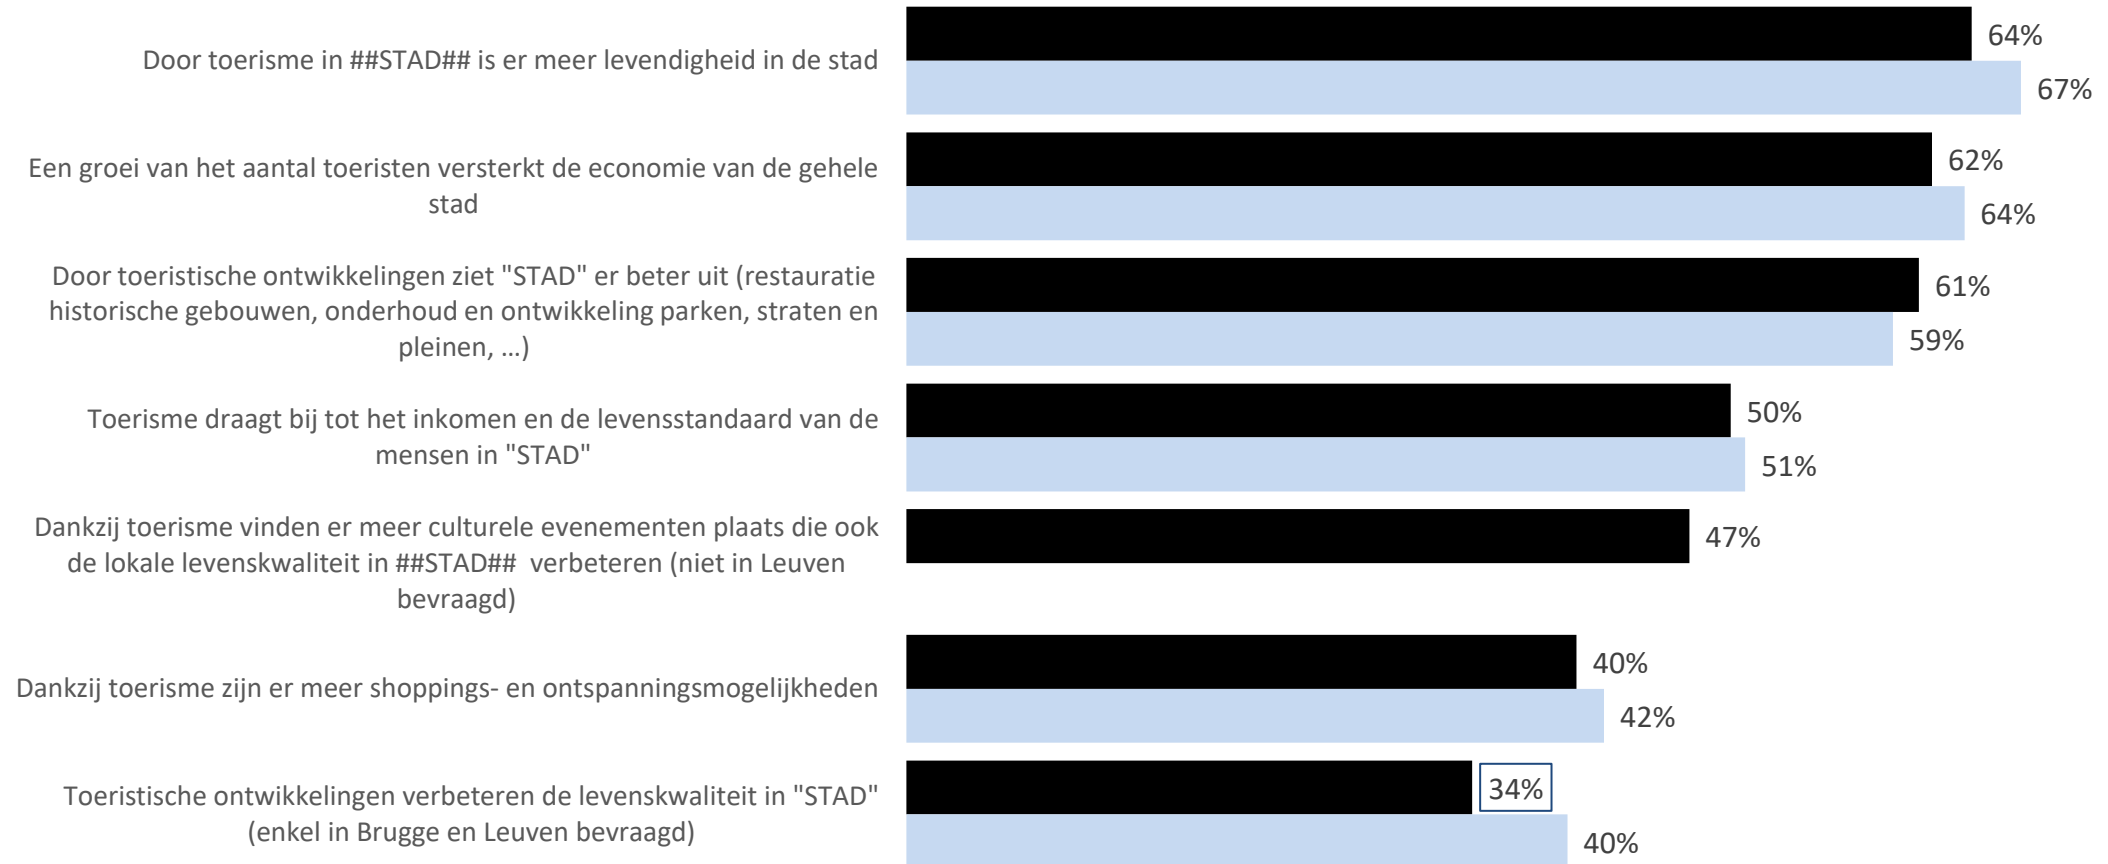 Door toerisme in ##STAD## is er meer levendigheid in de stad
64%
67%
Een groei van het aantal toeristen versterkt de economie van de gehele
stad
62%
64%
Door toeristische ontwikkelingen ziet "STAD" er beter uit (restauratie
historische gebouwen, onderhoud en ontwikkeling parken, straten en
pleinen, …)
61%
59%
Toerisme draagt bij tot het inkomen en de levensstandaard van de
mensen in "STAD"
50%
51%
Dankzij toerisme vinden er meer culturele evenementen plaats die ook
de lokale levenskwaliteit in ##STAD##  verbeteren (niet in Leuven
bevraagd)
47%
Dankzij toerisme zijn er meer shoppings- en ontspanningsmogelijkheden
40%
42%
Toeristische ontwikkelingen verbeteren de levenskwaliteit in "STAD"
(enkel in Brugge en Leuven bevraagd)
34%
40%